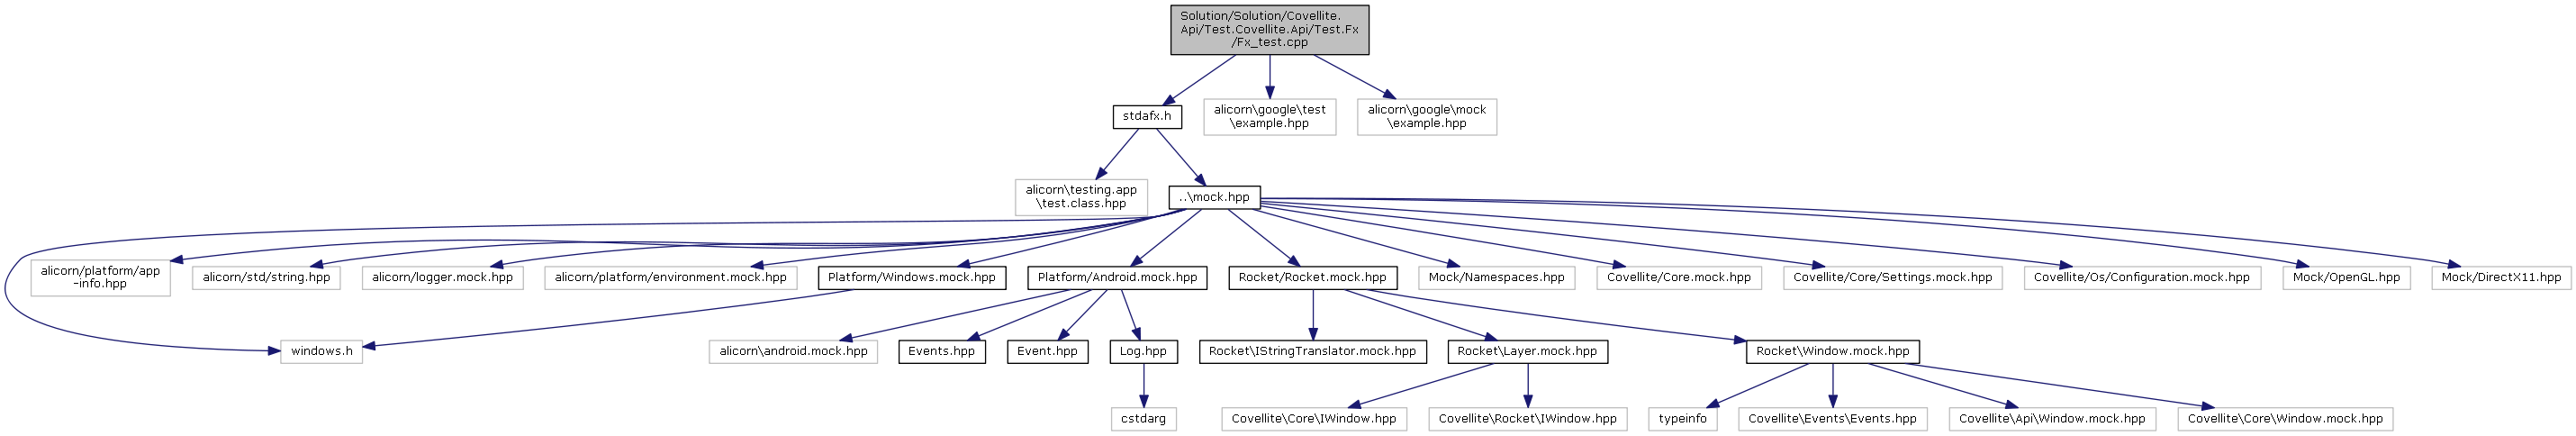 Solution/Solution/Covellite.
Api/Test.Covellite.Api/Test.Fx
/Fx_test.cpp
stdafx.h
alicorn\google\test
\example.hpp
alicorn\google\mock
\example.hpp
alicorn\testing.app
\test.class.hpp
..\mock.hpp
alicorn/platform/app
-info.hpp
alicorn/std/string.hpp
alicorn/logger.mock.hpp
alicorn/platform/environment.mock.hpp
Platform/Windows.mock.hpp
Platform/Android.mock.hpp
Rocket/Rocket.mock.hpp
Mock/Namespaces.hpp
Covellite/Core.mock.hpp
Covellite/Core/Settings.mock.hpp
Covellite/Os/Configuration.mock.hpp
Mock/OpenGL.hpp
Mock/DirectX11.hpp
windows.h
alicorn\android.mock.hpp
Events.hpp
Event.hpp
Log.hpp
Rocket\IStringTranslator.mock.hpp
Rocket\Layer.mock.hpp
Rocket\Window.mock.hpp
cstdarg
Covellite\Core\IWindow.hpp
Covellite\Rocket\IWindow.hpp
typeinfo
Covellite\Events\Events.hpp
Covellite\Api\Window.mock.hpp
Covellite\Core\Window.mock.hpp